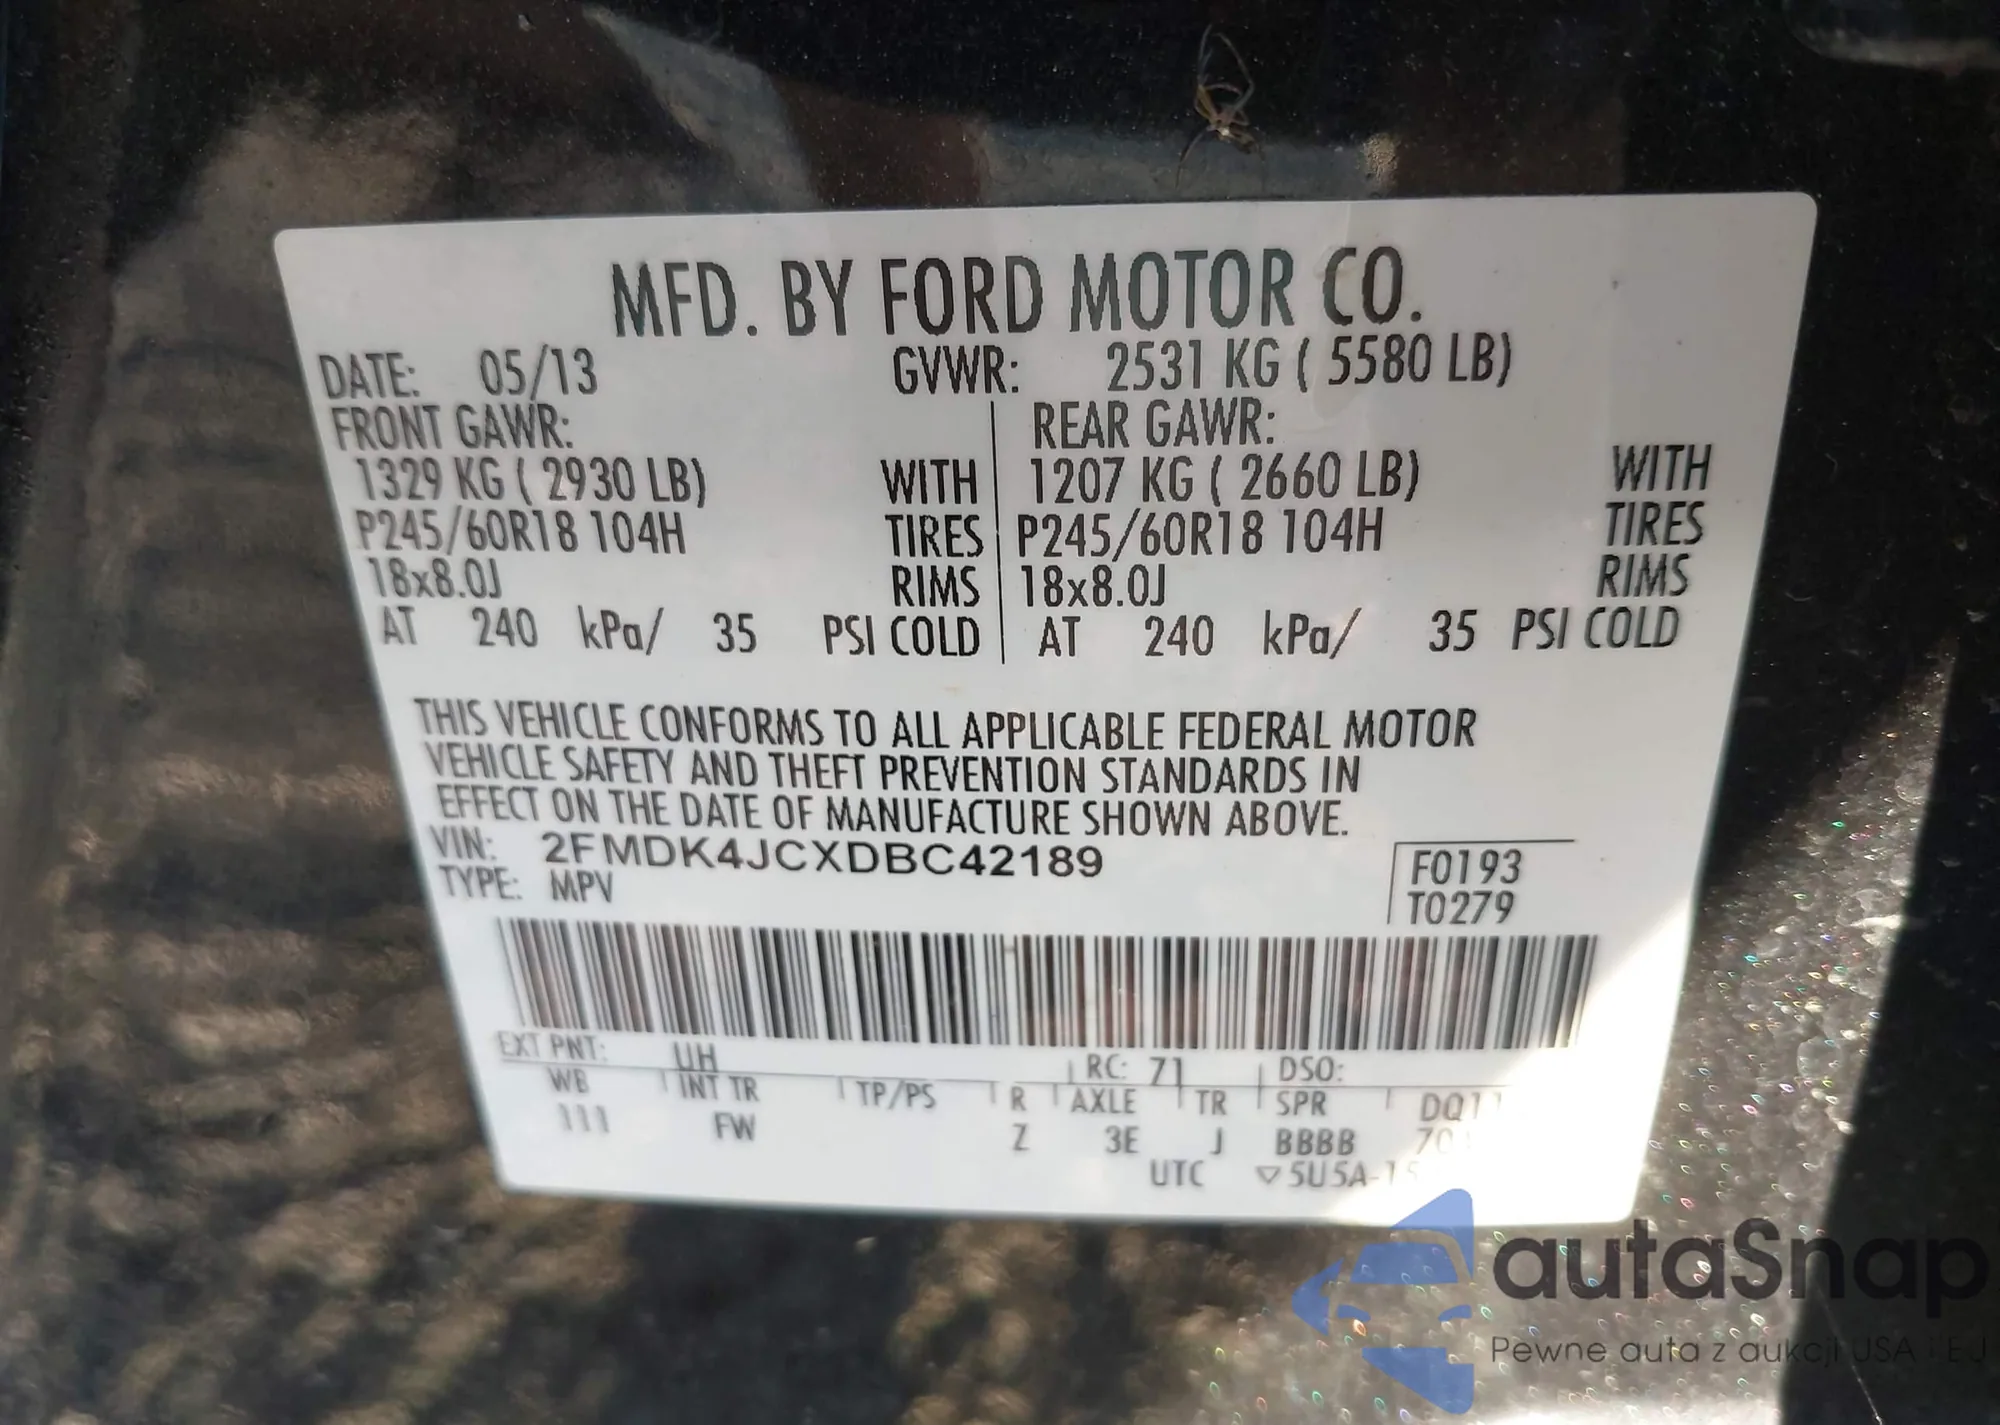 MFD. BY FORD MOTOR CO.
DATE: 05/13 GVWR: 2531 KG ( 5580 LB)
FRONT GAWR: REAR GAWR:
1329 KG ( 2930 LB) WITH 1207 KG ( 2660 LB) WITH
P245/60R18 104H TIRES P245/60R18 104H TIRES
18x8.0J RIMS 18x8.0J RIMS
AT 240 kPa/ 35 PSI COLD AT 240 kPa/ 35 PSI COLD
THIS VEHICLE CONFORMS TO ALL APPLICABLE FEDERAL MOTOR
VEHICLE SAFETY AND THEFT PREVENTION STANDARDS IN
EFFECT ON THE DATE OF MANUFACTURE SHOWN ABOVE.
VIN: 2FMDK4JCXDBC42189 F0193
TYPE: MPV T0279
EXT PNT: UH RC: 71 DSO:
WB INT TR TP/PS R AXLE TR SPR
111 FW Z 3E J BBBB
UTC ▽5U5A
autaSnap
Pewne auta z aukcji USA i EU